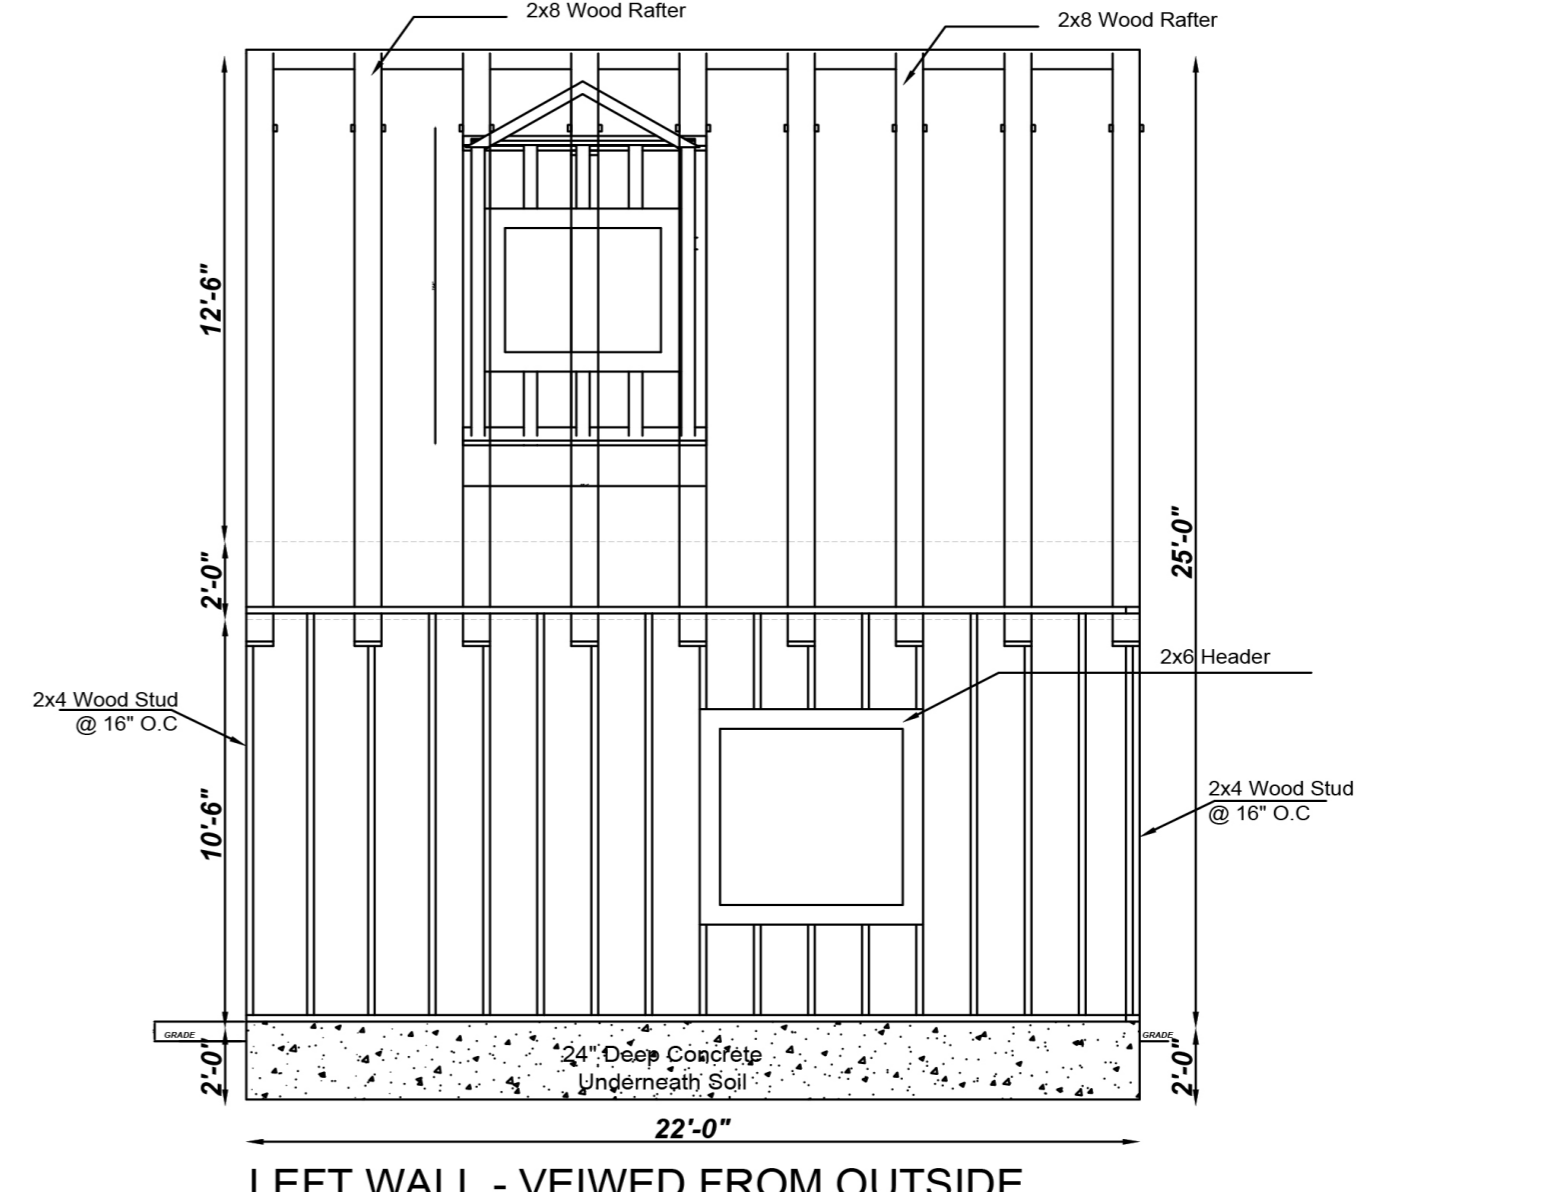 2x8 Wood Rafter
2x8 Wood Rafter
12'-6"
2'-0"
25'-0"
2x6 Header
2x4 Wood Stud
@ 16" O.C
2x4 Wood Stud
@ 16" O.C
10'-6"
GRADE
GRADE
2'-0"
24" Deep Concrete
Underneath Soil
2'-0"
22'-0"
LEFT WALL - VEIWED FROM OUTSIDE